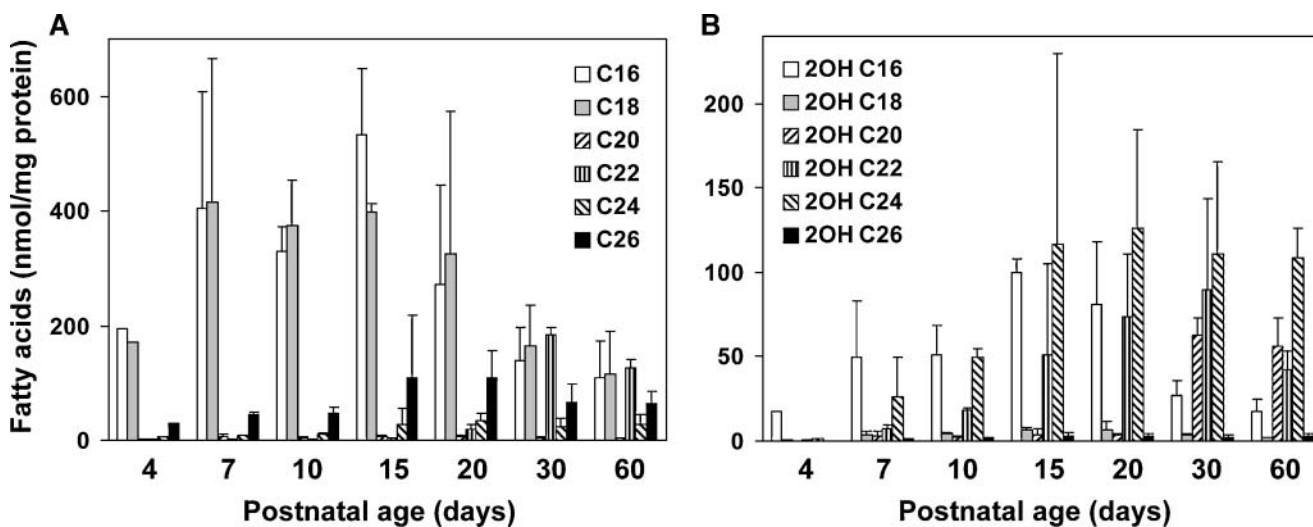 A
Fatty acids (nmol/mg protein)
600
400
200
0
C16
C18
C20
C22
C24
C26
4 7 10 15 20 30 60
Postnatal age (days)
B
200
150
100
50
0
2OH C16
2OH C18
2OH C20
2OH C22
2OH C24
2OH C26
4 7 10 15 20 30 60
Postnatal age (days)